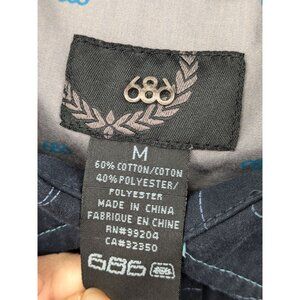 686
M
60% COTTON/COTON
40% POLYESTER/
POLYESTER
MADE IN CHINA
FABRIQUE EN CHINE
RN#99204
CA#32350
686